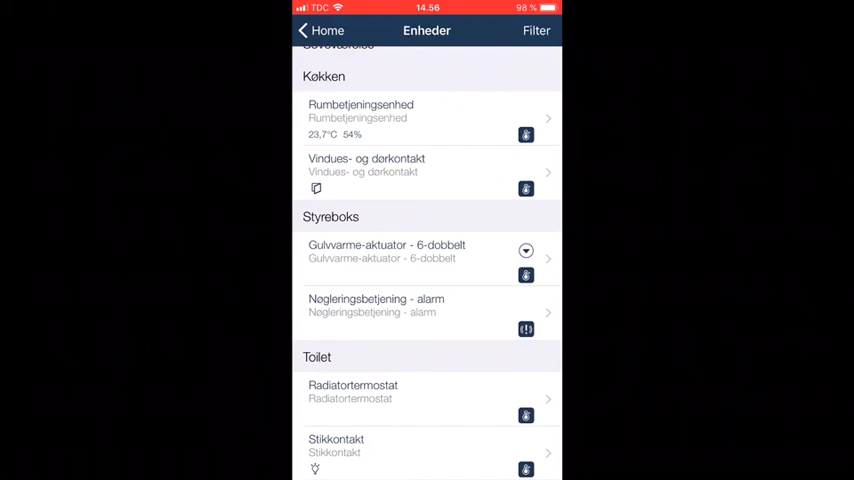 TDC 14.56 98 %
Home Enheder Filter
Soveværelse
Køkken
Rumbetjeningsenhed
Rumbetjeningsenhed
23,7°C 54%
Vindues- og dørkontakt
Vindues- og dørkontakt
Styreboks
Gulvvarme-aktuator - 6-dobbelt
Gulvvarme-aktuator - 6-dobbelt
Nøgleringsbetjening - alarm
Nøgleringsbetjening - alarm
Toilet
Radiatortermostat
Radiatortermostat
Stikkontakt
Stikkontakt